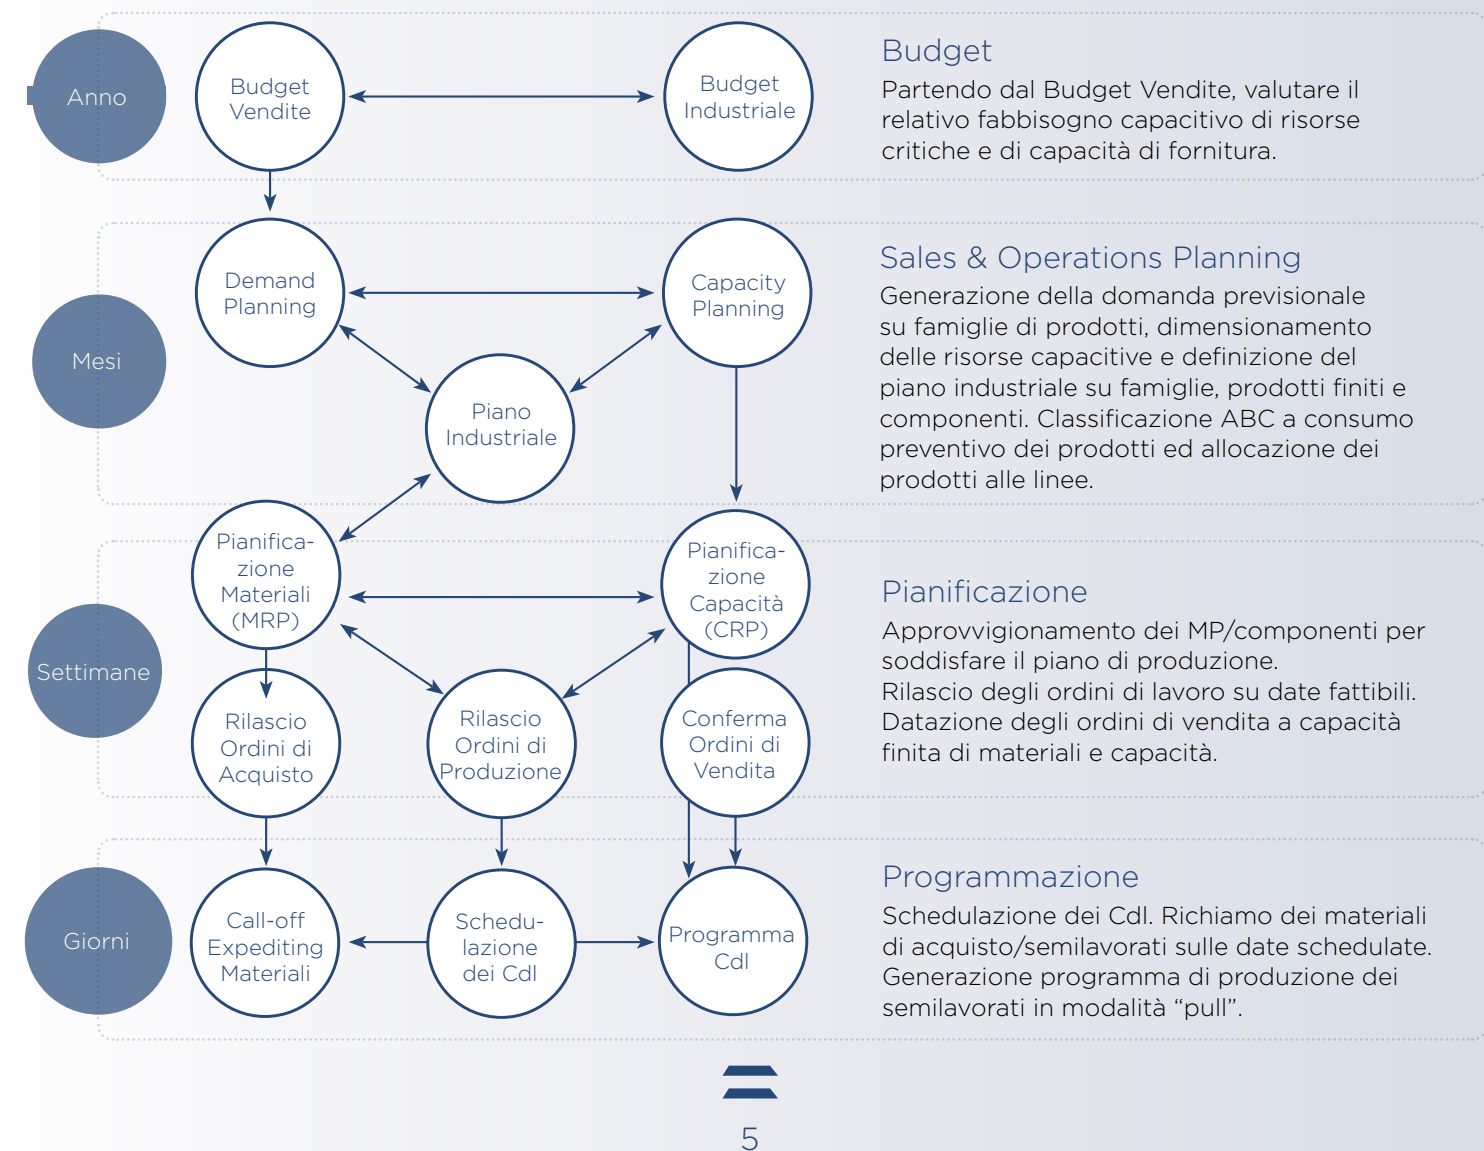 Anno
Budget
Vendite
Budget
Industriale
Budget
Partendo dal Budget Vendite, valutare il
relativo fabbisogno capacitivo di risorse
critiche e di capacità di fornitura.
Mesi
Demand
Planning
Capacity
Planning
Piano
Industriale
Sales & Operations Planning
Generazione della domanda previsionale
su famiglie di prodotti, dimensionamento
delle risorse capacitive e definizione del
piano industriale su famiglie, prodotti finiti e
componenti. Classificazione ABC a consumo
preventivo dei prodotti ed allocazione dei
prodotti alle linee.
Settimane
Pianifica-
zione
Materiali
(MRP)
Pianifica-
zione
Capacità
(CRP)
Rilascio
Ordini di
Acquisto
Rilascio
Ordini di
Produzione
Conferma
Ordini di
Vendita
Pianificazione
Approvvigionamento dei MP/componenti per
soddisfare il piano di produzione.
Rilascio degli ordini di lavoro su date fattibili.
Datazione degli ordini di vendita a capacità
finita di materiali e capacità.
Giorni
Call-off
Expediting
Materiali
Schedu-
lazione
dei Cdl
Programma
Cdl
Programmazione
Schedulazione dei Cdl. Richiamo dei materiali
di acquisto/semilavorati sulle date schedulate.
Generazione programma di produzione dei
semilavorati in modalità “pull”.
5